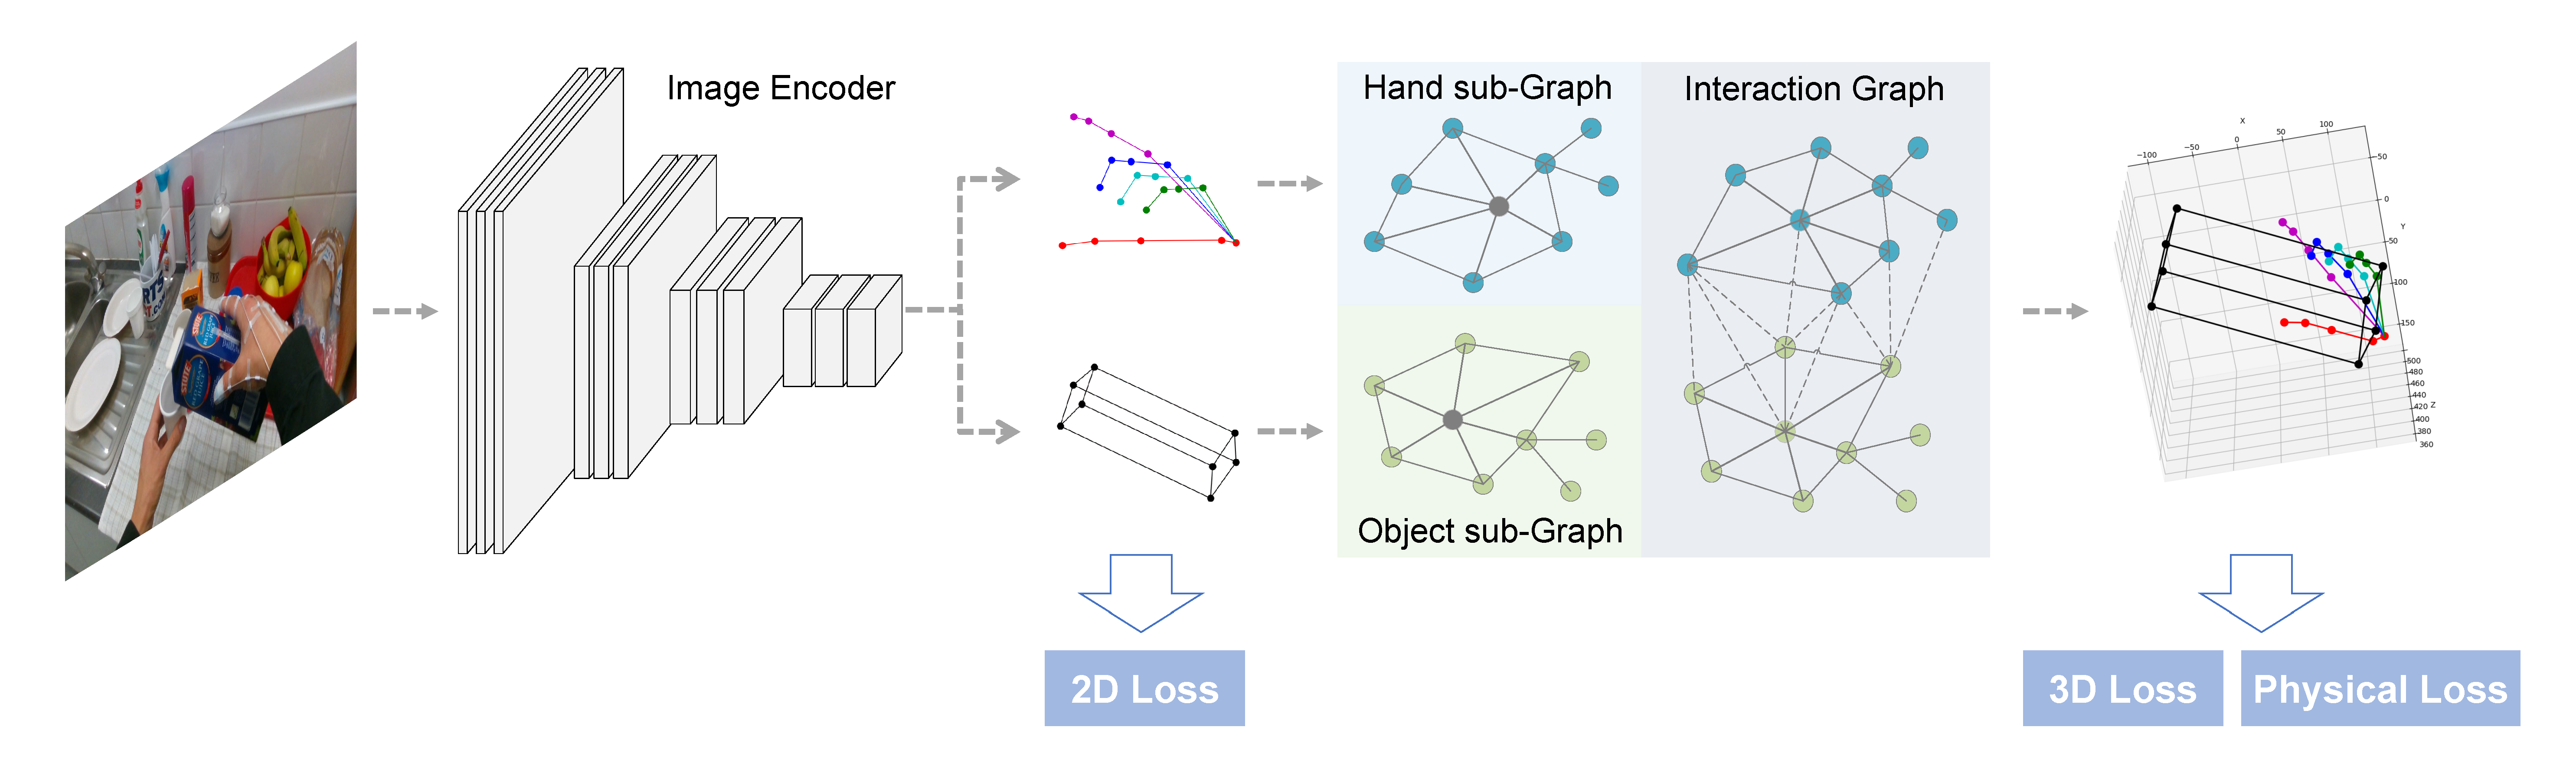 Image Encoder
Hand sub-Graph
Interaction Graph
Object sub-Graph
X
-100
-50
0
50
100
-50
0
Y
50
100
150
500
480
460
440
420
Z
400
380
360
2D Loss
3D Loss
Physical Loss